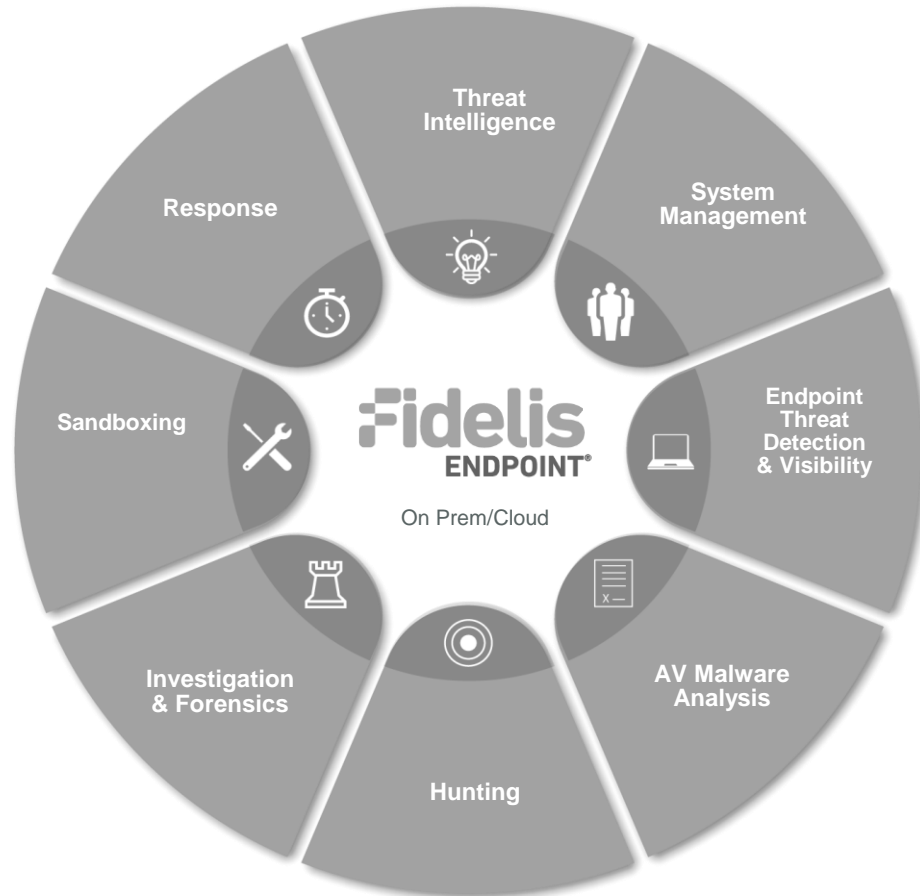 Threat
Intelligence
System
Management
Endpoint
Threat
Detection
& Visibility
AV Malware
Analysis
Hunting
Investigation
& Forensics
Sandboxing
Response
Fidelis
ENDPOINT®
On Prem/Cloud
X —